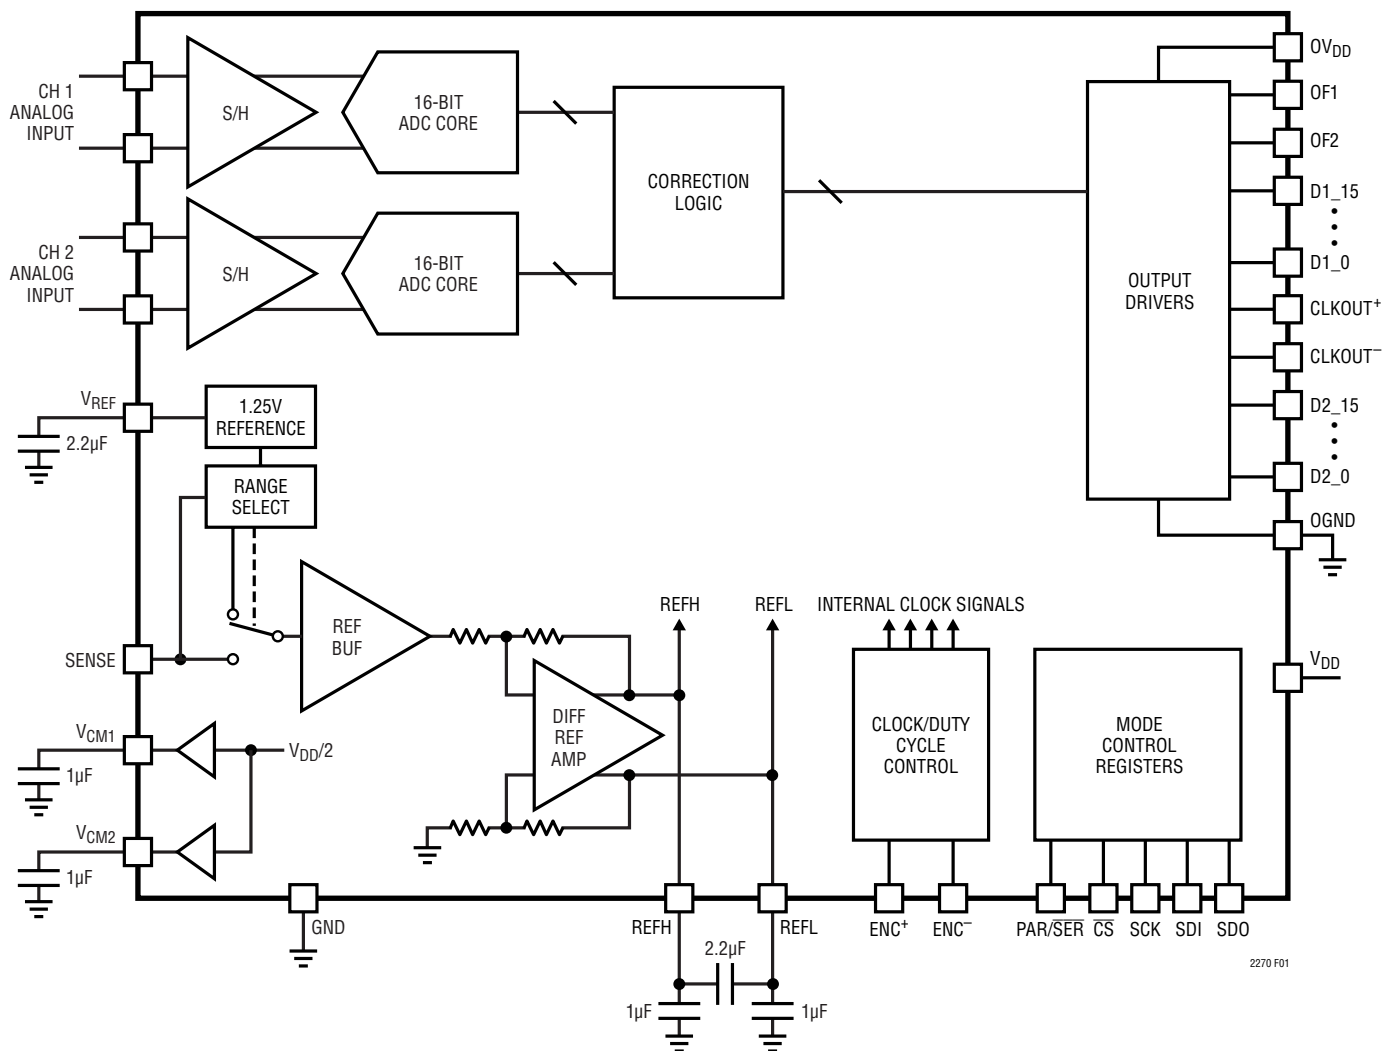 CH 1
ANALOG
INPUT
S/H
16-BIT
ADC CORE
CORRECTION
LOGIC
CH 2
ANALOG
INPUT
S/H
16-BIT
ADC CORE
OUTPUT
DRIVERS
OVDD
OF1
OF2
D1_15
D1_0
CLKOUT+
CLKOUT–
D2_15
D2_0
OGND
VDD
VREF
2.2µF
1.25V
REFERENCE
RANGE
SELECT
SENSE
REF
BUF
DIFF
REF
AMP
REFH
REFL
INTERNAL CLOCK SIGNALS
CLOCK/DUTY
CYCLE
CONTROL
MODE
CONTROL
REGISTERS
VCM1
1µF
VDD/2
VCM2
1µF
GND
REFH
REFL
ENC+
ENC–
PAR/SER
CS
SCK
SDI
SDO
2.2µF
1µF
1µF
2270 F01